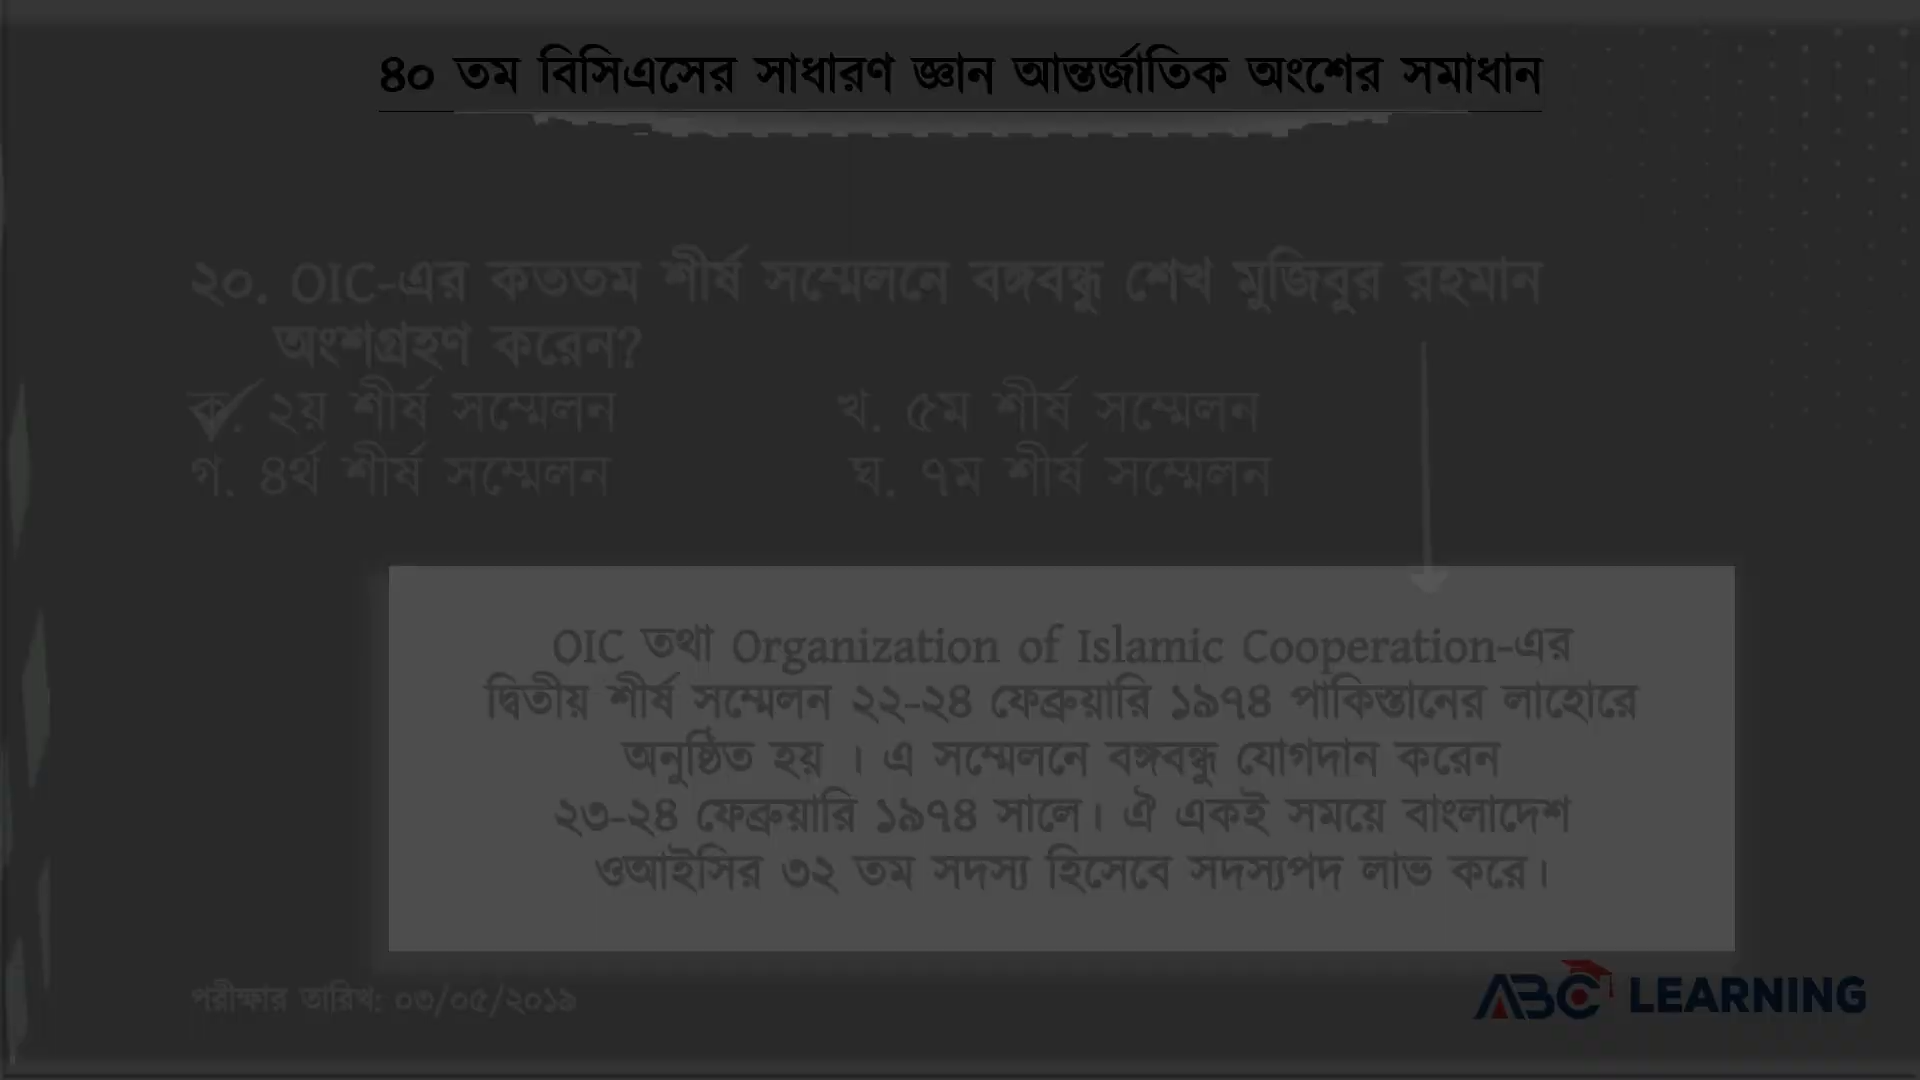 ৪০ তম বিসিএসের সাধারণ জ্ঞান আন্তর্জাতিক অংশের সমাধান
২০. OIC-এর কততম শীর্ষ সম্মেলনে বঙ্গবন্ধু শেখ মুজিবুর রহমান
অংশগ্রহণ করেন?
ক. ২য় শীর্ষ সম্মেলন খ. ৫ম শীর্ষ সম্মেলন
গ. ৪র্থ শীর্ষ সম্মেলন ঘ. ৭ম শীর্ষ সম্মেলন
OIC তথা Organization of Islamic Cooperation-এর
দ্বিতীয় শীর্ষ সম্মেলন ২২-২৪ ফেব্রুয়ারি ১৯৭৪ পাকিস্তানের লাহোরে
অনুষ্ঠিত হয় । এ সম্মেলনে বঙ্গবন্ধু যোগদান করেন
২৩-২৪ ফেব্রুয়ারি ১৯৭৪ সালে। ঐ একই সময়ে বাংলাদেশ
ওআইসির ৩২ তম সদস্য হিসেবে সদস্যপদ লাভ করে।
পরীক্ষার তারিখ: ০৩/০৫/২০১৯
ABC LEARNING